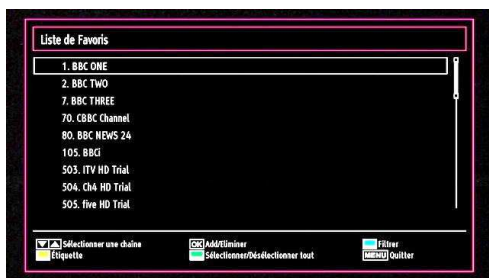 Liste de Favoris
1. BBC ONE
2. BBC TWO
7. BBC THREE
70. CBBC Channel
80. BBC NEWS 24
105. BBCi
503. ITV HD Trial
504. Ch4 HD Trial
505. five HD Trial
Sélectionner une chaîne OK Add/Eliminer Filtrer
Étiquette Sélectionner/Désélectionner tout MENU Quitter